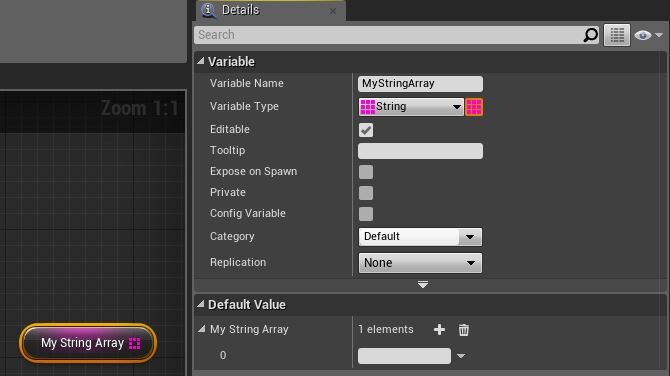 Details
Search
Zoom 1:1
Variable
Variable Name MyStringArray
Variable Type String
Editable
Tooltip
Expose on Spawn
Private
Config Variable
Category Default
Replication None
Default Value
My String Array 1 elements
0
My String Array